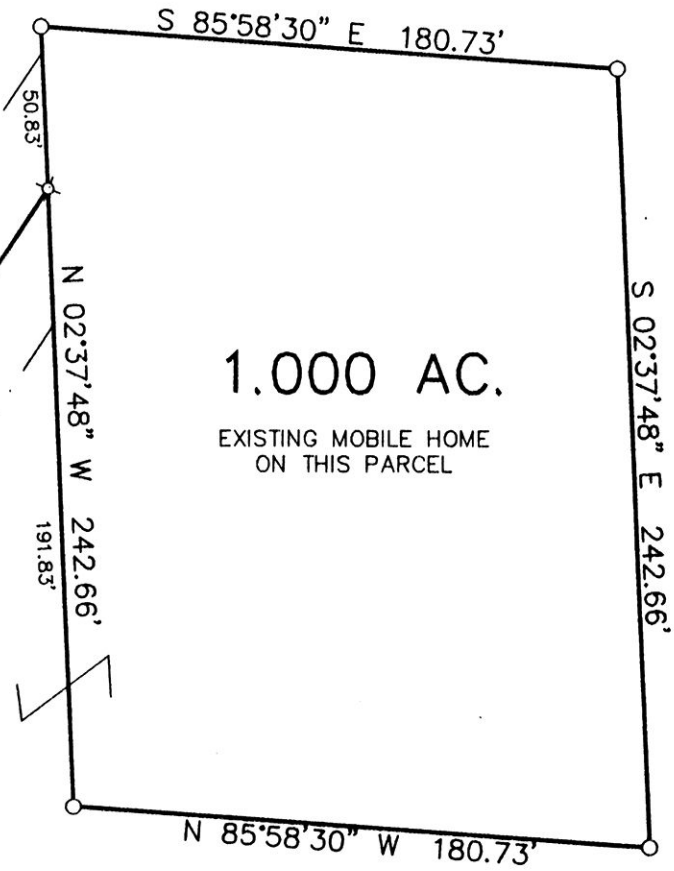 S 85°58'30" E 180.73'
50.83'
N 02°37'48" W 242.66'
191.83'
1.000 AC.
EXISTING MOBILE HOME
ON THIS PARCEL
S 02°37'48" E 242.66'
N 85°58'30" W 180.73'